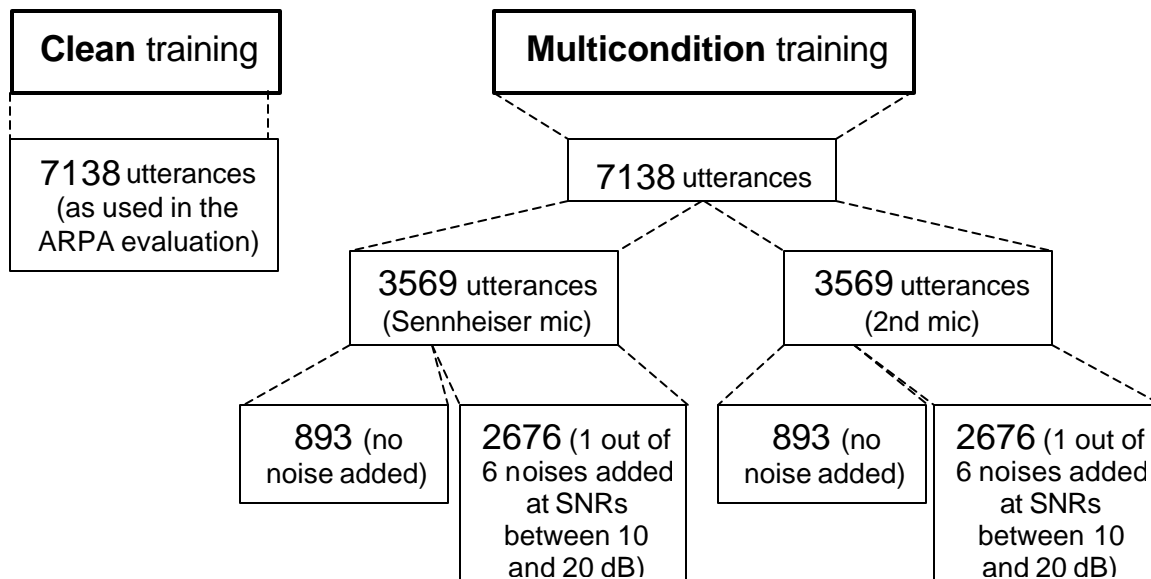 Clean training
Multicondition training
7138 utterances
(as used in the
ARPA evaluation)
7138 utterances
3569 utterances
(Sennheiser mic)
3569 utterances
(2nd mic)
893 (no
noise added)
2676 (1 out of
6 noises added
at SNRs
between 10
and 20 dB)
893 (no
noise added)
2676 (1 out of
6 noises added
at SNRs
between 10
and 20 dB)